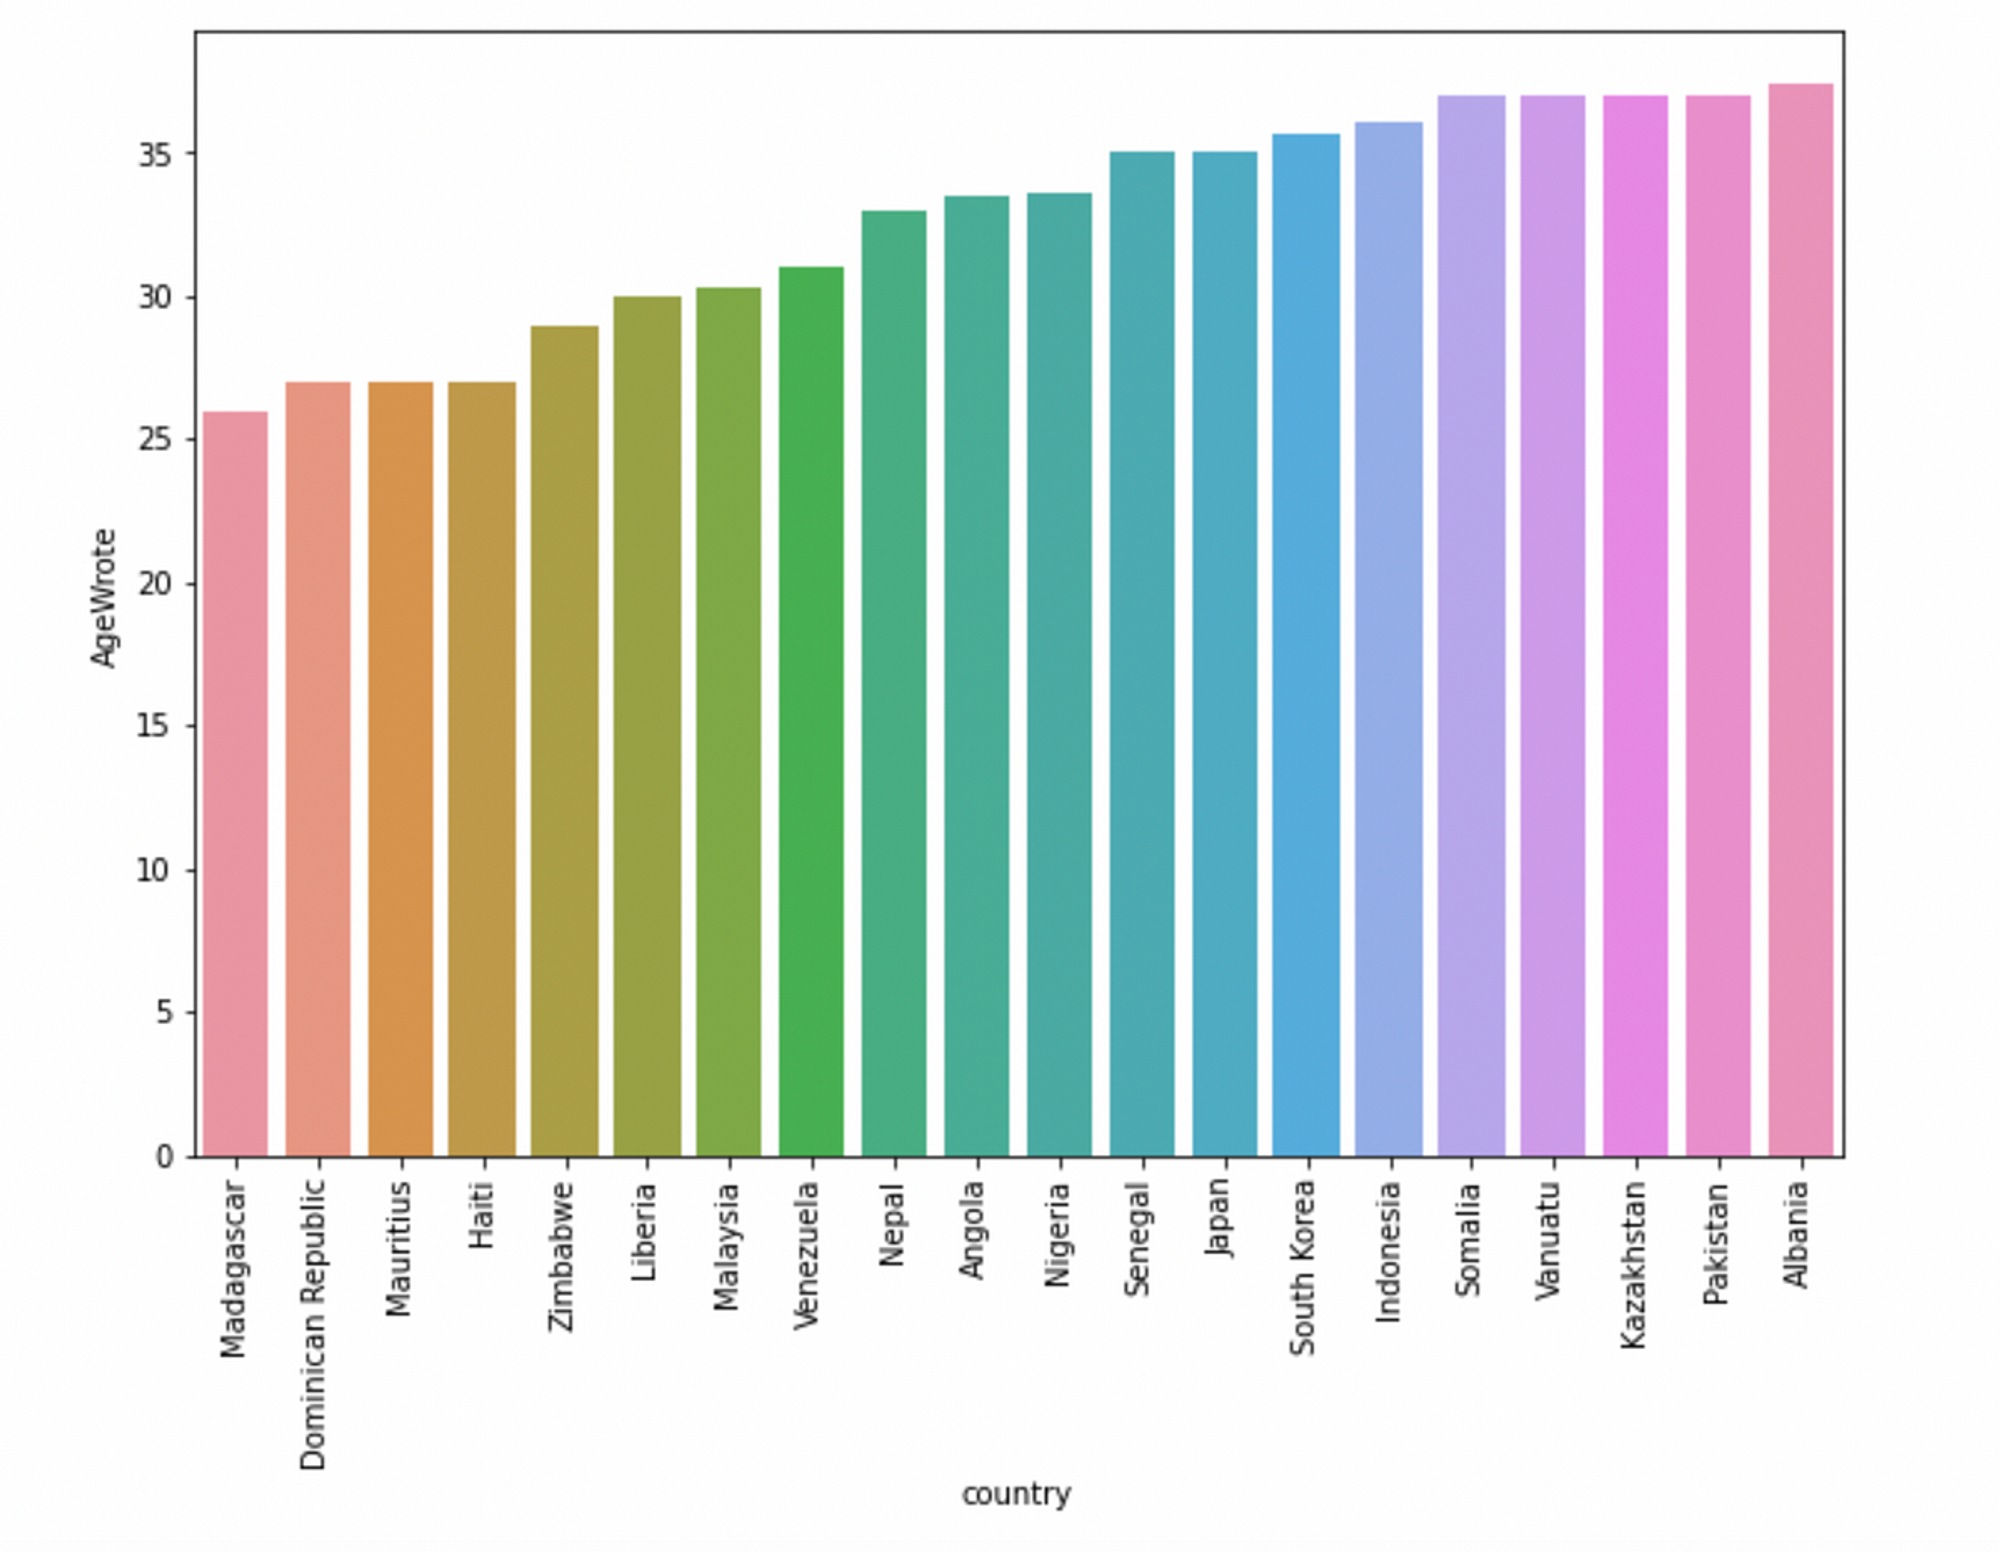 AgeWrote
35
30
25
20
15
10
5
0
Madagascar
Dominican Republic
Mauritius
Haiti
Zimbabwe
Liberia
Malaysia
Venezuela
Nepal
Angola
Nigeria
Senegal
Japan
South Korea
Indonesia
Somalia
Vanuatu
Kazakhstan
Pakistan
Albania
country